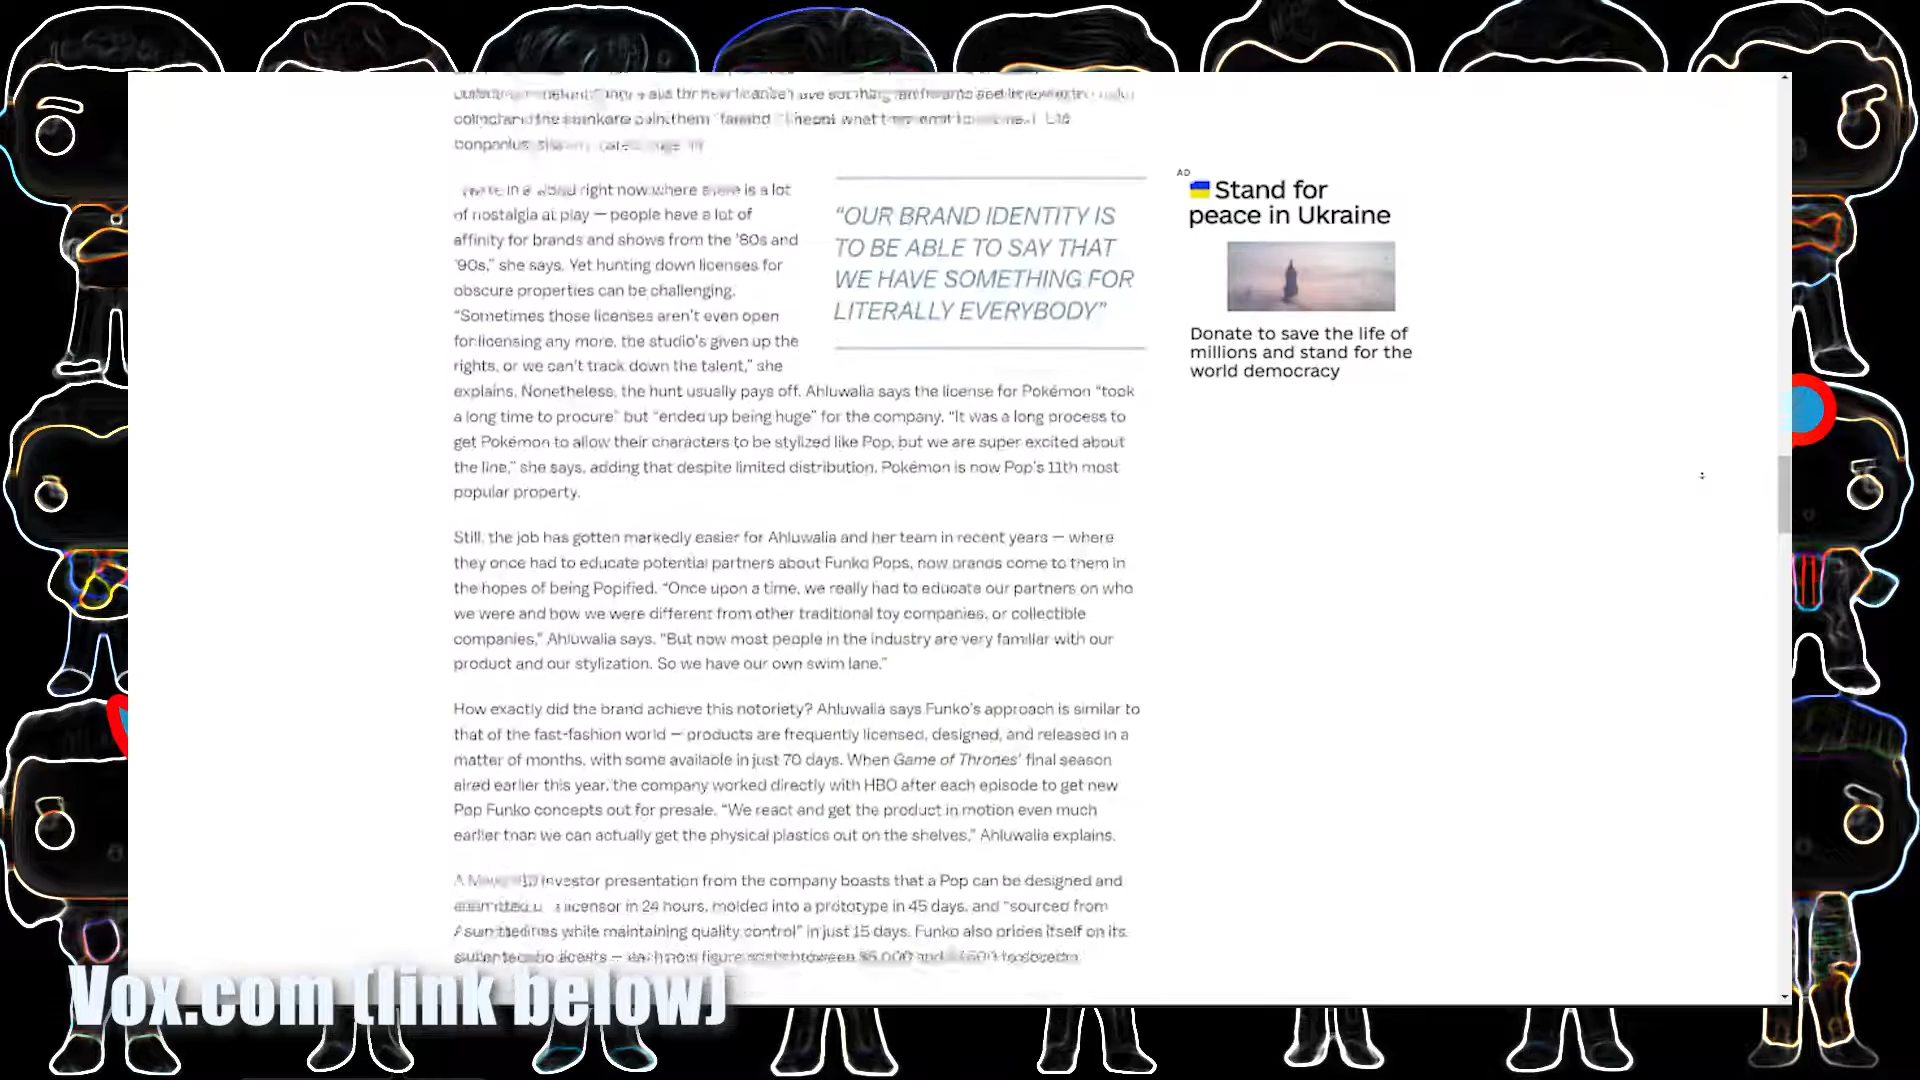 in a
right now where
is a lot
of nostalgia at play — people have a lot of
affinity for brands and shows from the ’80s and
’90s,” she says. Yet hunting down licenses for
obscure properties can be challenging.
“Sometimes those licenses aren’t even open
for licensing any more, the studio’s given up the
rights, or we can’t track down the talent,” she
“OUR BRAND IDENTITY IS
TO BE ABLE TO SAY THAT
WE HAVE SOMETHING FOR
LITERALLY EVERYBODY”
AD
Stand for
peace in Ukraine
Donate to save the life of
millions and stand for the
world democracy
explains. Nonetheless, the hunt usually pays off. Ahluwalia says the license for Pokémon “took
a long time to procure” but “ended up being huge” for the company. “It was a long process to
get Pokémon to allow their characters to be stylized like Pop, but we are super excited about
the line,” she says, adding that despite limited distribution, Pokémon is now Pop’s 11th most
popular property.
Still, the job has gotten markedly easier for Ahluwalia and her team in recent years — where
they once had to educate potential partners about Funko Pops, now brands come to them in
the hopes of being Popified. “Once upon a time, we really had to educate our partners on who
we were and how we were different from other traditional toy companies, or collectible
companies,” Ahluwalia says. “But now most people in the industry are very familiar with our
product and our stylization. So we have our own swim lane.”
How exactly did the brand achieve this notoriety? Ahluwalia says Funko’s approach is similar to
that of the fast-fashion world — products are frequently licensed, designed, and released in a
matter of months, with some available in just 70 days. When Game of Thrones’ final season
aired earlier this year, the company worked directly with HBO after each episode to get new
Pop Funko concepts out for presale. “We react and get the product in motion even much
earlier than we can actually get the physical plastics out on the shelves,” Ahluwalia explains.
A
investor presentation from the company boasts that a Pop can be designed and
licensor in 24 hours, molded into a prototype in 45 days, and “sourced from
while maintaining quality control” in just 15 days. Funko also prides itself on its
figure
between $5,000 and
Vox.com (link below)